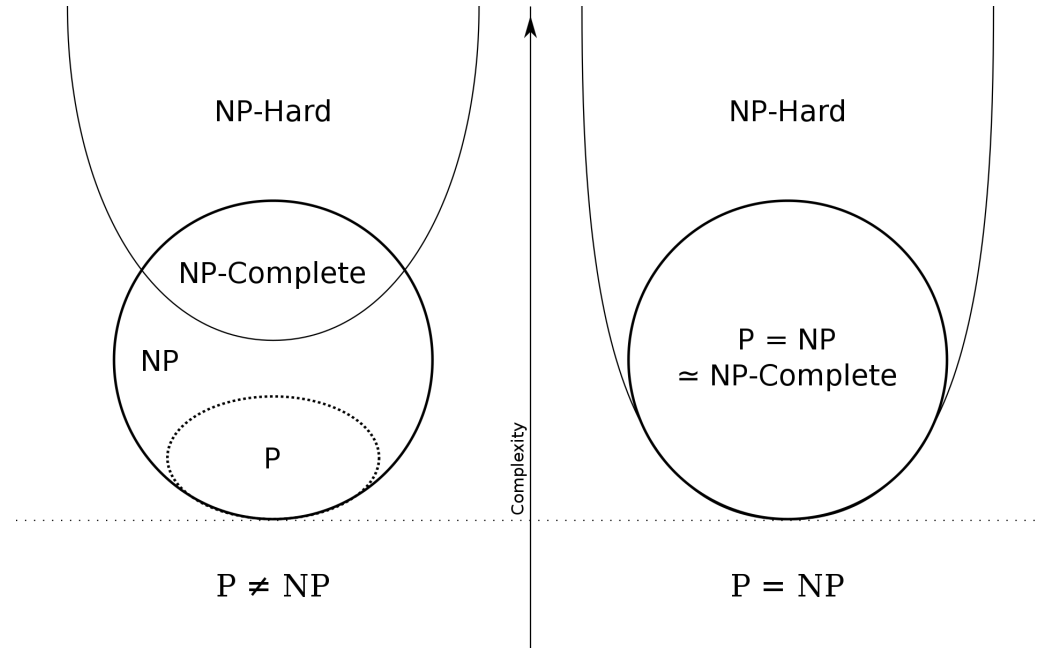 NP-Hard
NP-Complete
NP
P
P ≠ NP
Complexity
NP-Hard
P = NP
≃ NP-Complete
P = NP